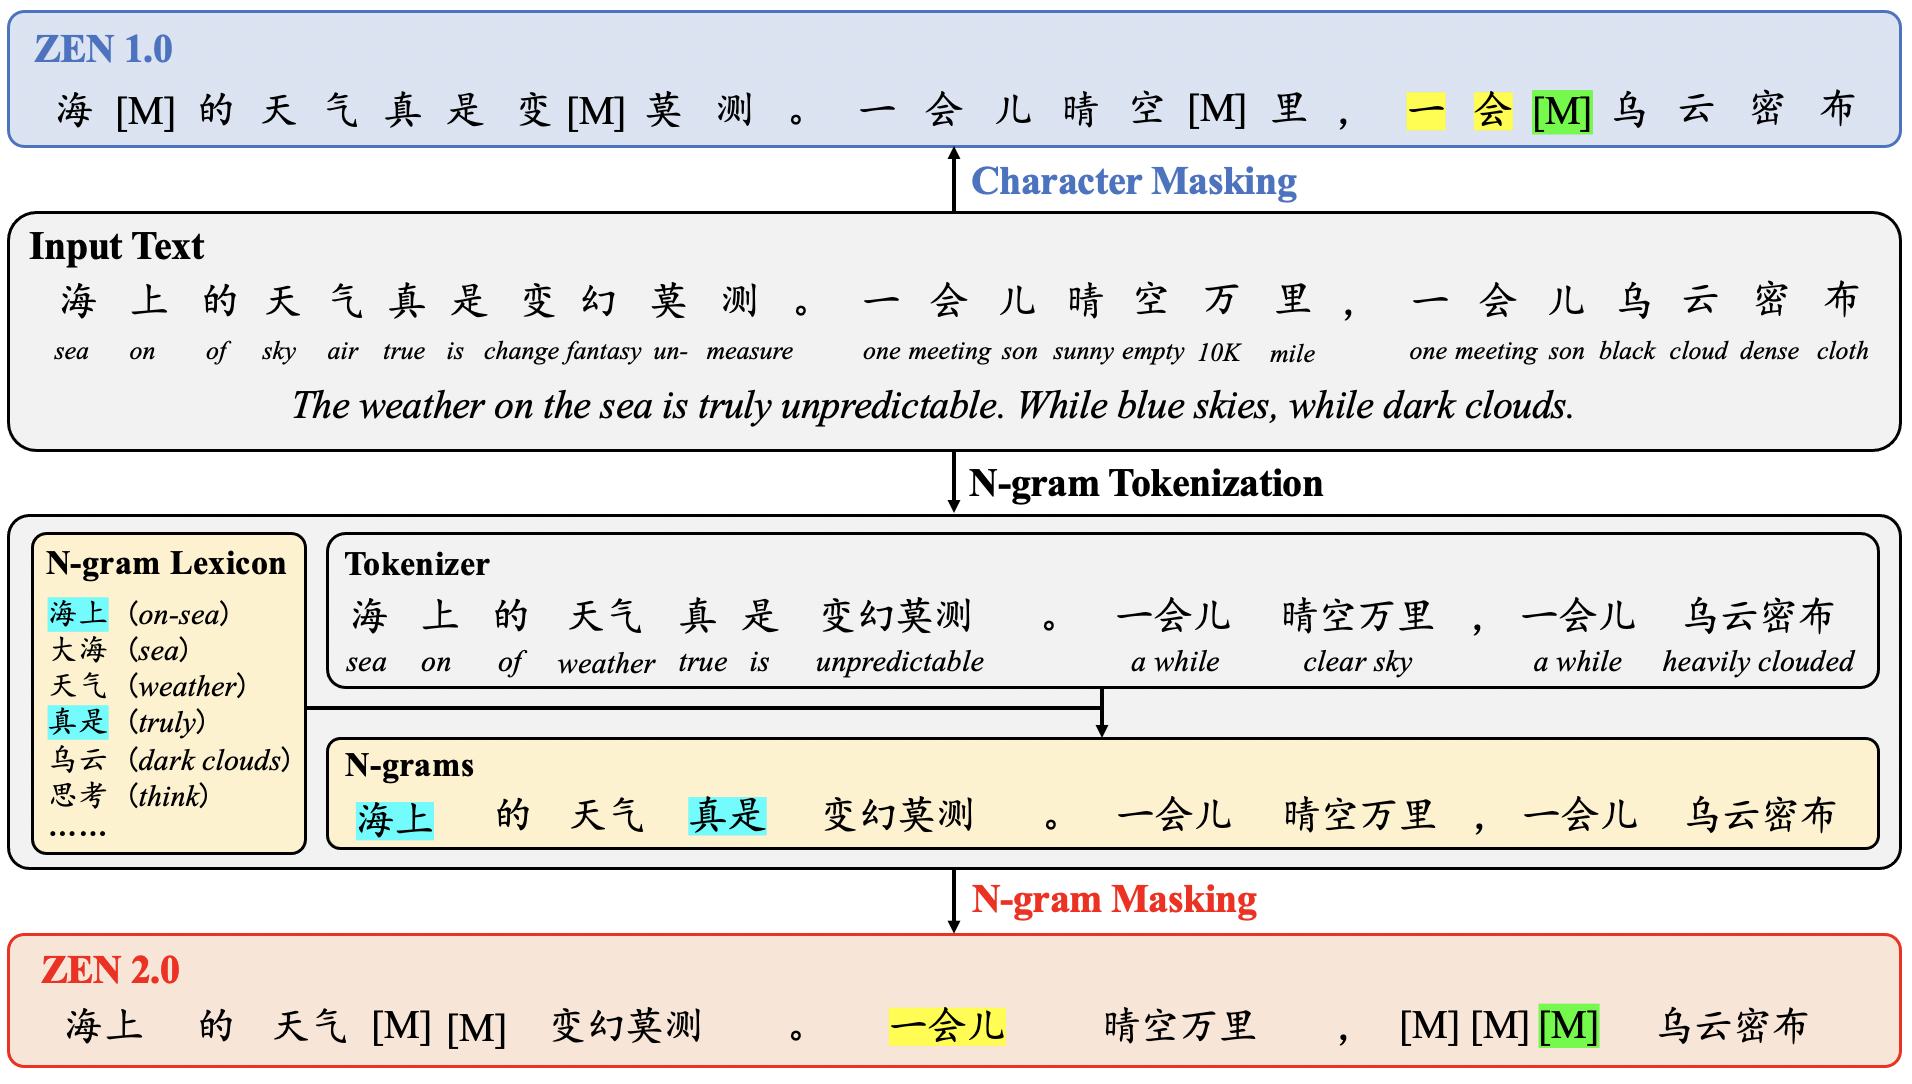 ZEN 1.0
海 [M] 的 天 气 真 是 变 [M] 莫 测 。 一 会 儿 晴 空 [M] 里 , 一 会 [M] 乌 云 密 布
Character Masking
Input Text
海 上 的 天 气 真 是 变 幻 莫 测 。 一 会 儿 晴 空 万 里 , 一 会 儿 乌 云 密 布
sea on of sky air true is change fantasy un- measure one meeting son sunny empty 10K mile one meeting son black cloud dense cloth
The weather on the sea is truly unpredictable. While blue skies, while dark clouds.
N-gram Tokenization
N-gram Lexicon
海上 (on-sea)
大海 (sea)
天气 (weather)
真是 (truly)
乌云 (dark clouds)
思考 (think)
……
Tokenizer
海 上 的 天气 真 是 变幻莫测 。 一会儿 晴空万里 , 一会儿 乌云密布
sea on of weather true is unpredictable a while clear sky a while heavily clouded
N-grams
海上 的 天气 真是 变幻莫测 。 一会儿 晴空万里 , 一会儿 乌云密布
N-gram Masking
ZEN 2.0
海上 的 天气 [M] [M] 变幻莫测 。 一会儿 晴空万里 , [M] [M] [M] 乌云密布